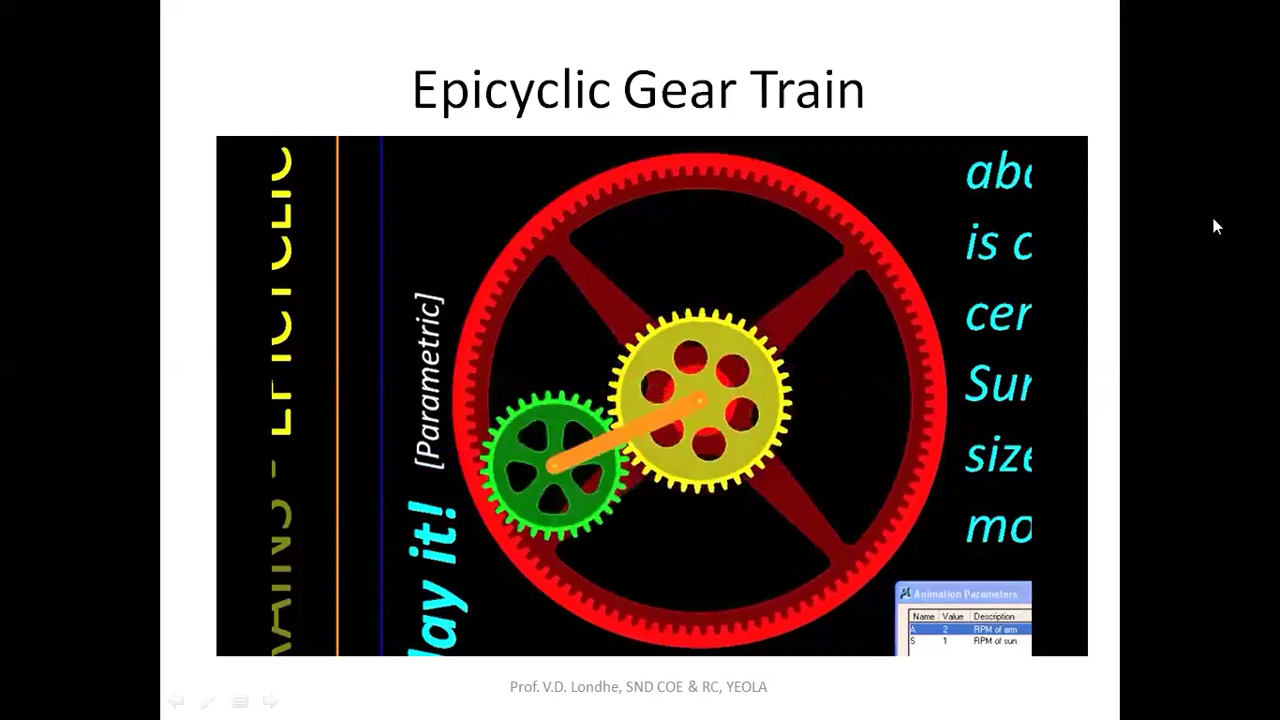 Epicyclic Gear Train
[Parametric]
abo
is c
cer
Sun
size
mo
Animation Parameters
Name Value Description
A 2 RPM of arm
S 1 RPM of sun
Prof. V.D. Londhe, SND COE & RC, YEOLA